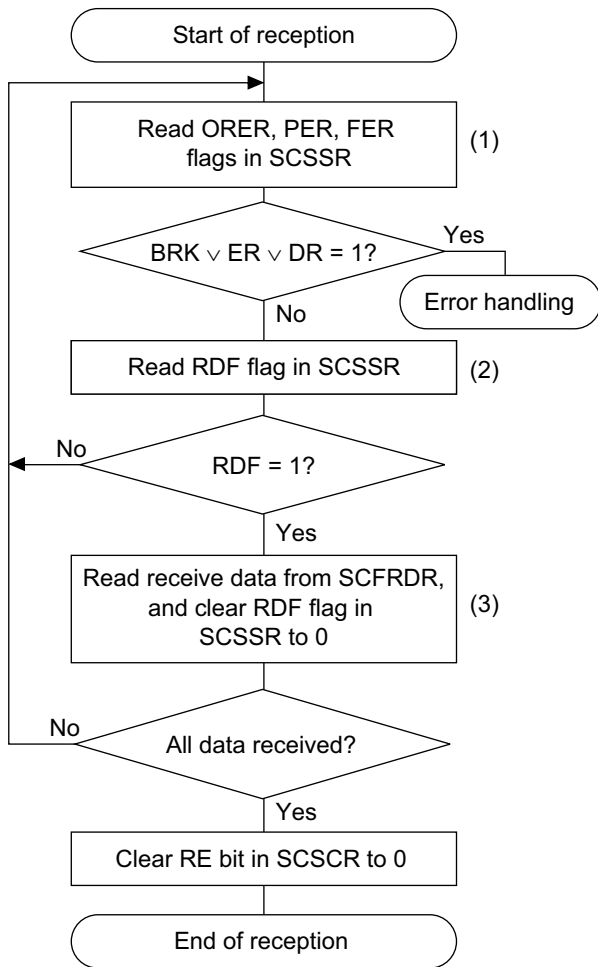 Start of reception
Read ORER, PER, FER
flags in SCSSR
(1)
BRK ∨ ER ∨ DR = 1?
Yes
Error handling
No
Read RDF flag in SCSSR
(2)
No
RDF = 1?
Yes
Read receive data from SCFRDR,
and clear RDF flag in
SCSSR to 0
(3)
No
All data received?
Yes
Clear RE bit in SCSCR to 0
End of reception